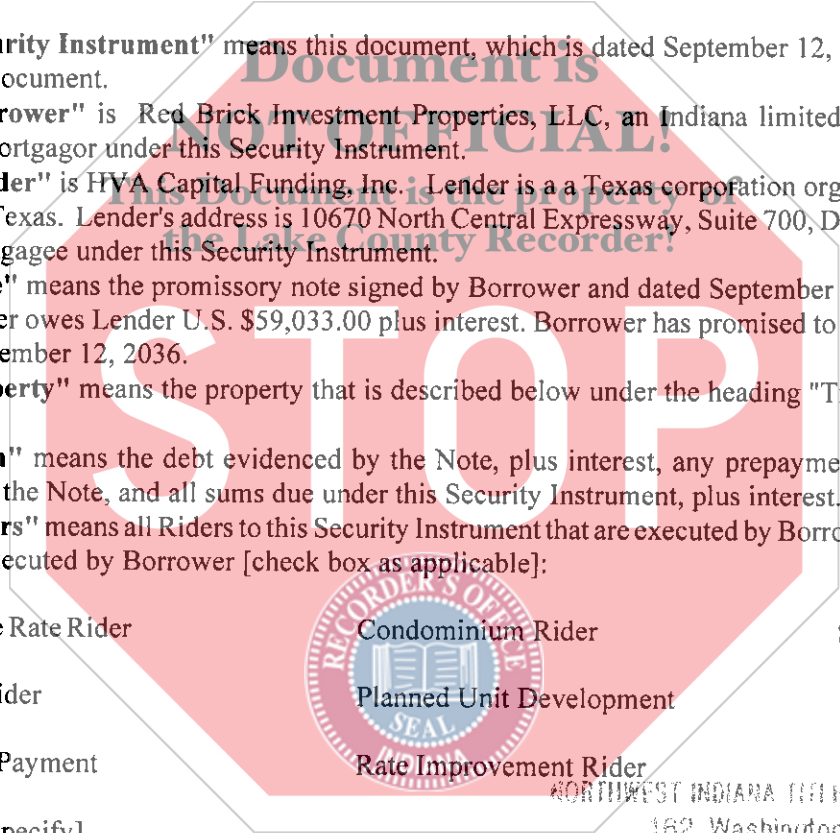 rity Instrument" means this document, which is dated September 12,
ocument.
rower" is Red Brick Investment Properties, LLC, an Indiana limited
ortgagor under this Security Instrument.
der" is HVA Capital Funding, Inc. Lender is a a Texas corporation org
Texas. Lender's address is 10670 North Central Expressway, Suite 700, D
gagee under this Security Instrument.
e" means the promissory note signed by Borrower and dated September
er owes Lender U.S. $59,033.00 plus interest. Borrower has promised to
ember 12, 2036.
perty" means the property that is described below under the heading "T
n" means the debt evidenced by the Note, plus interest, any prepayme
the Note, and all sums due under this Security Instrument, plus interest.
rs" means all Riders to this Security Instrument that are executed by Borro
ecuted by Borrower [check box as applicable]:
e Rate Rider Condominium Rider
ider Planned Unit Development
Payment Rate Improvement Rider
pecify]
Document is
NOT OFFICIAL!
This Document is the property of
the Lake County Recorder!
STOP
RECORDER'S OFFICE
SEAL
INDIANA
NORTHWEST INDIANA TITLE
162 Washington